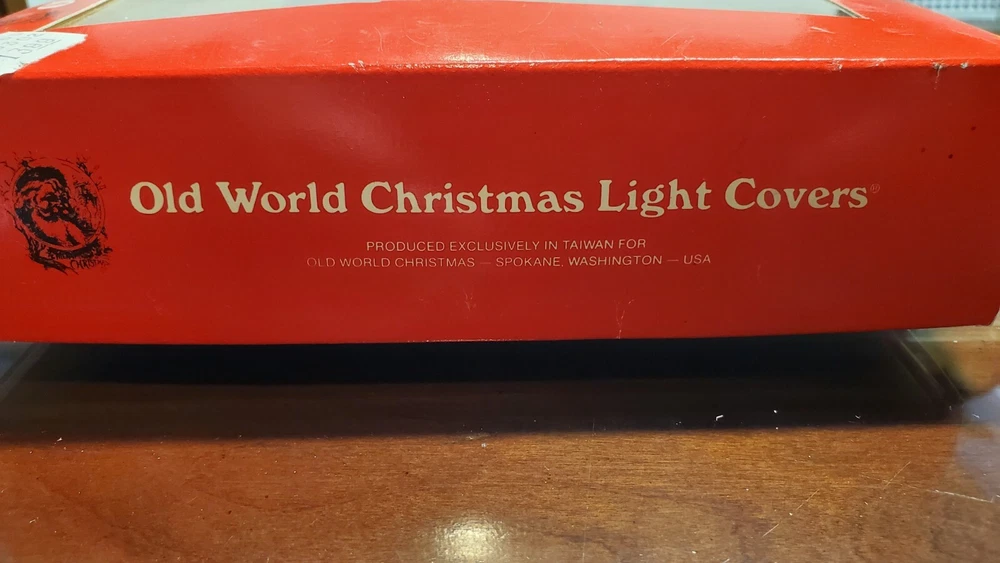 Old World Christmas Light Covers®
PRODUCED EXCLUSIVELY IN TAIWAN FOR
OLD WORLD CHRISTMAS — SPOKANE, WASHINGTON — USA